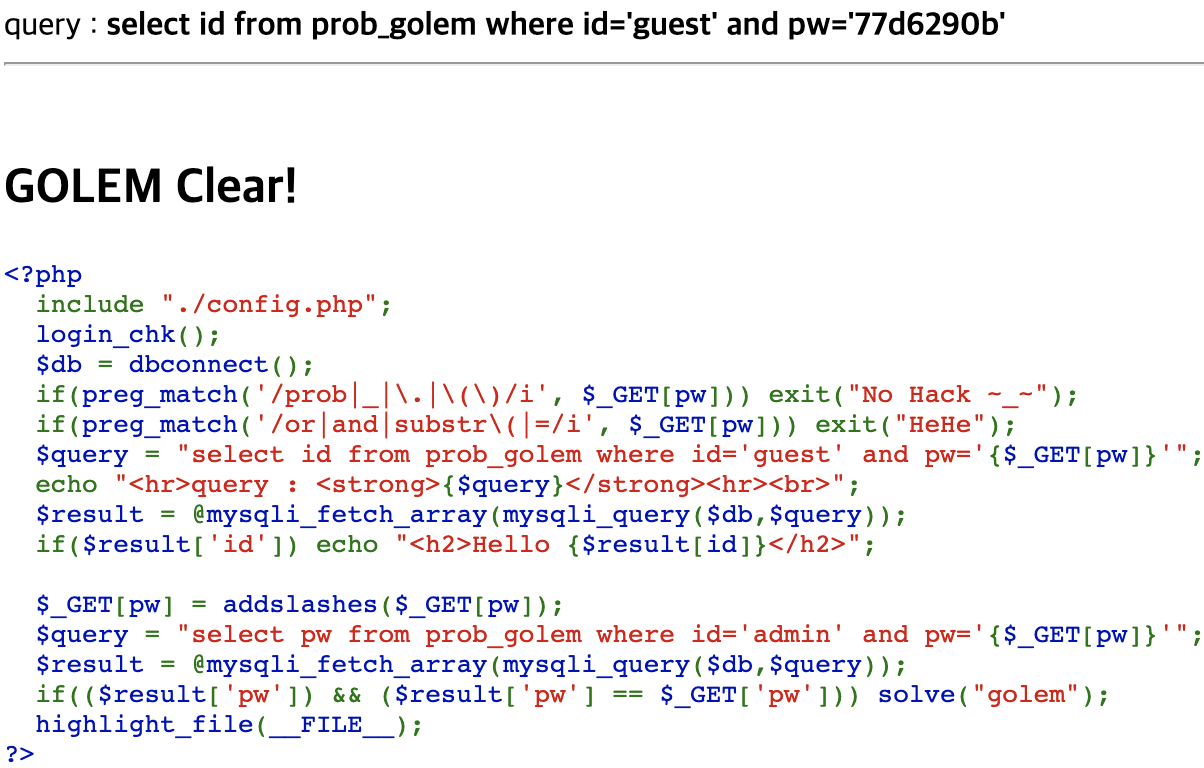 query : select id from prob_golem where id='guest' and pw='77d6290b'
GOLEM Clear!
<?php
  include "./config.php";
  login_chk();
  $db = dbconnect();
  if(preg_match('/prob|_|\.|\(\)/i', $_GET[pw])) exit("No Hack ~_~");
  if(preg_match('/or|and|substr\(|=/i', $_GET[pw])) exit("HeHe");
  $query = "select id from prob_golem where id='guest' and pw='{$_GET[pw]}'";
  echo "<hr>query : <strong>{$query}</strong><hr><br>";
  $result = @mysqli_fetch_array(mysqli_query($db,$query));
  if($result['id']) echo "<h2>Hello {$result[id]}</h2>";
  $_GET[pw] = addslashes($_GET[pw]);
  $query = "select pw from prob_golem where id='admin' and pw='{$_GET[pw]}'";
  $result = @mysqli_fetch_array(mysqli_query($db,$query));
  if(($result['pw']) && ($result['pw'] == $_GET['pw'])) solve("golem");
  highlight_file(__FILE__);
?>